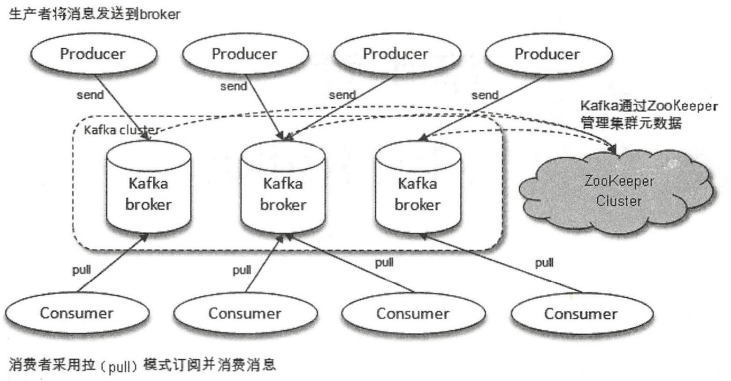 生产者将消息发送到broker
Producer
Producer
Producer
Producer
send
send
send
send
Kafka通过ZooKeeper
管理集群元数据
Kafka cluster
Kafka
broker
Kafka
broker
Kafka
broker
ZooKeeper
Cluster
pull
pull
pull
pull
Consumer
Consumer
Consumer
Consumer
消费者采用拉（pull）模式订阅并消费消息